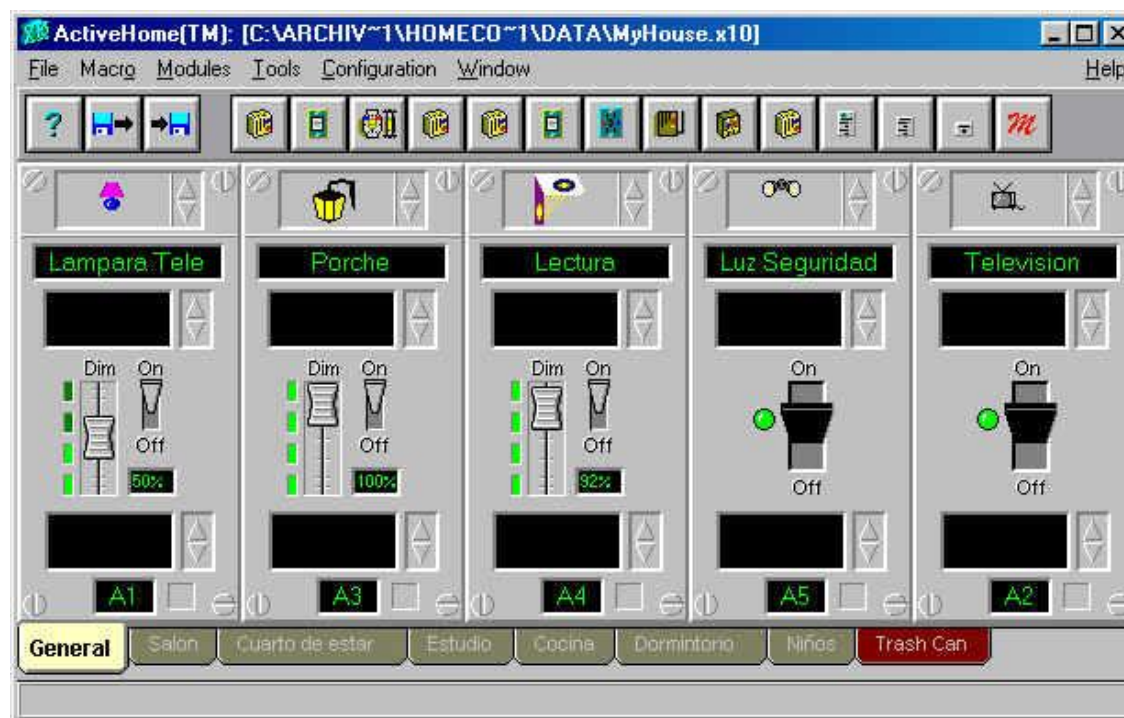 ActiveHome(TM): [C:\ARCHIV~1\HOMECO~1\DATA\MyHouse.x10]
File Macro Modules Tools Configuration Window Help
? M
Lampara Tele Porche Lectura Luz Seguridad Television
Dim On Dim On Dim On On On
Off Off Off Off Off
50% 100% 92%
A1 A3 A4 A5 A2
General Salon Cuarto de estar Estudio Cocina Dormintorio Niños Trash Can